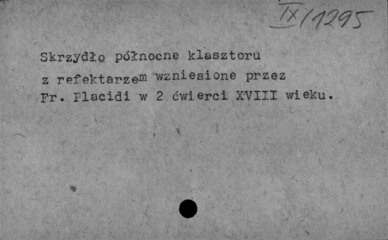 IX/1295
Skrzydło północne klasztoru
z refektarzem wzniesione przez
Fr. Placidi w 2 ćwierci XVIII wieku.